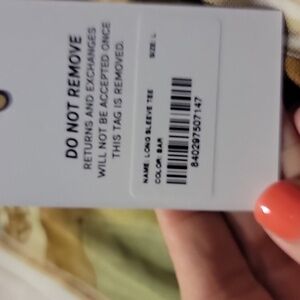 DO NOT REMOVE
RETURNS AND EXCHANGES
WILL NOT BE ACCEPTED ONCE
THIS TAG IS REMOVED.
SIZE: L
NAME: LONG SLEEVE TEE
COLOR: BAR
840297507147